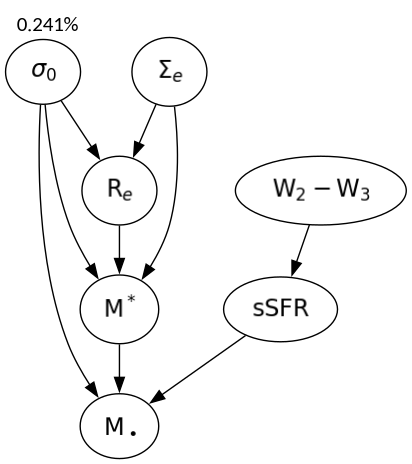 0.241%
σ₀
Σₑ
Rₑ
W₂ − W₃
M*
sSFR
M•